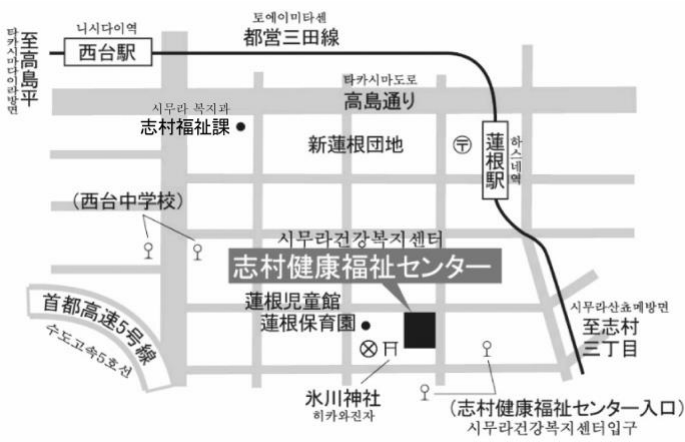 토에이미타센
都営三田線
니시다이역
西台駅
至高島平
타카시마다이라방면
타카시마도로
高島通り
시무라 복지과
志村福祉課
新蓮根団地
〒
蓮根駅
하스네역
(西台中学校)
시무라건강복지센터
志村健康福祉センター
首都高速5号線
수도고속5호선
蓮根児童館
蓮根保育園
시무라산쵸메방면
至志村
三丁目
氷川神社
히카와진자
(志村健康福祉センター入口)
시무라건강복지센터입구